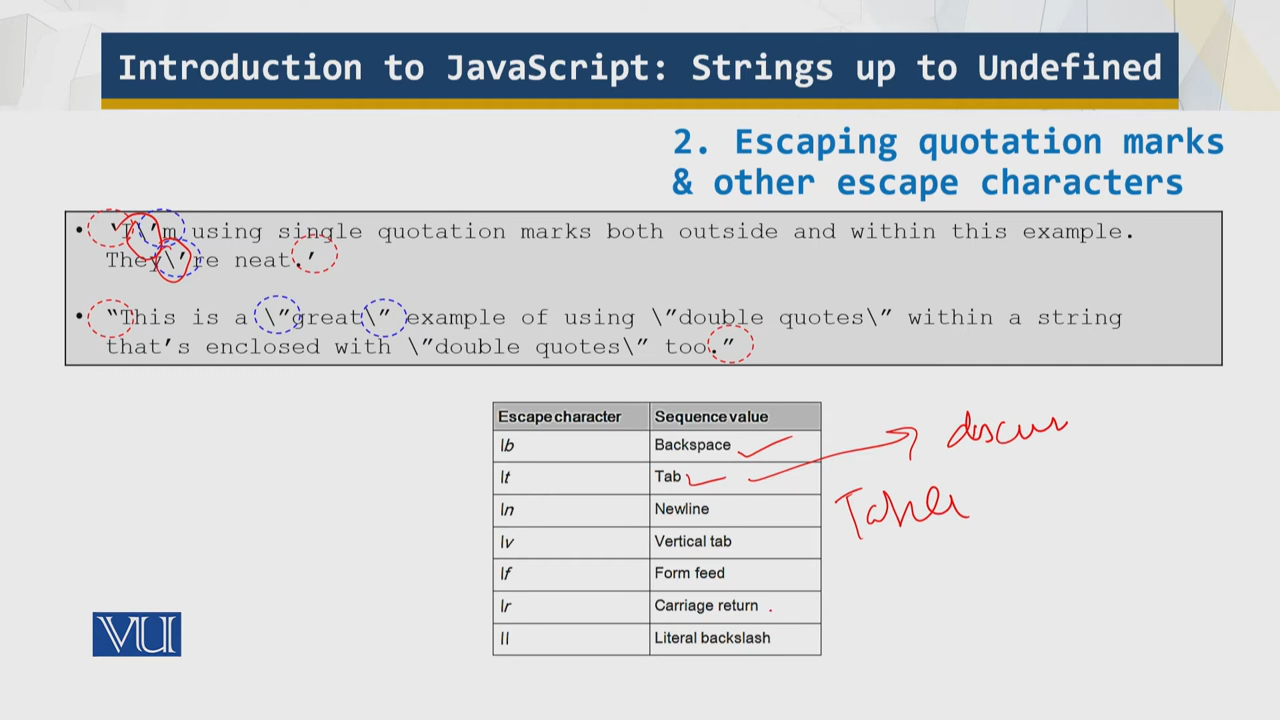 Introduction to JavaScript: Strings up to Undefined
2. Escaping quotation marks
& other escape characters
• ‘I\’m using single quotation marks both outside and within this example.
They\’re neat.’
• “This is a \”great\” example of using \”double quotes\” within a string
that’s enclosed with \”double quotes\” too.”
Escape character Sequence value
\b Backspace
\t Tab
\n Newline
\v Vertical tab
\f Form feed
\r Carriage return
\\ Literal backslash
VU